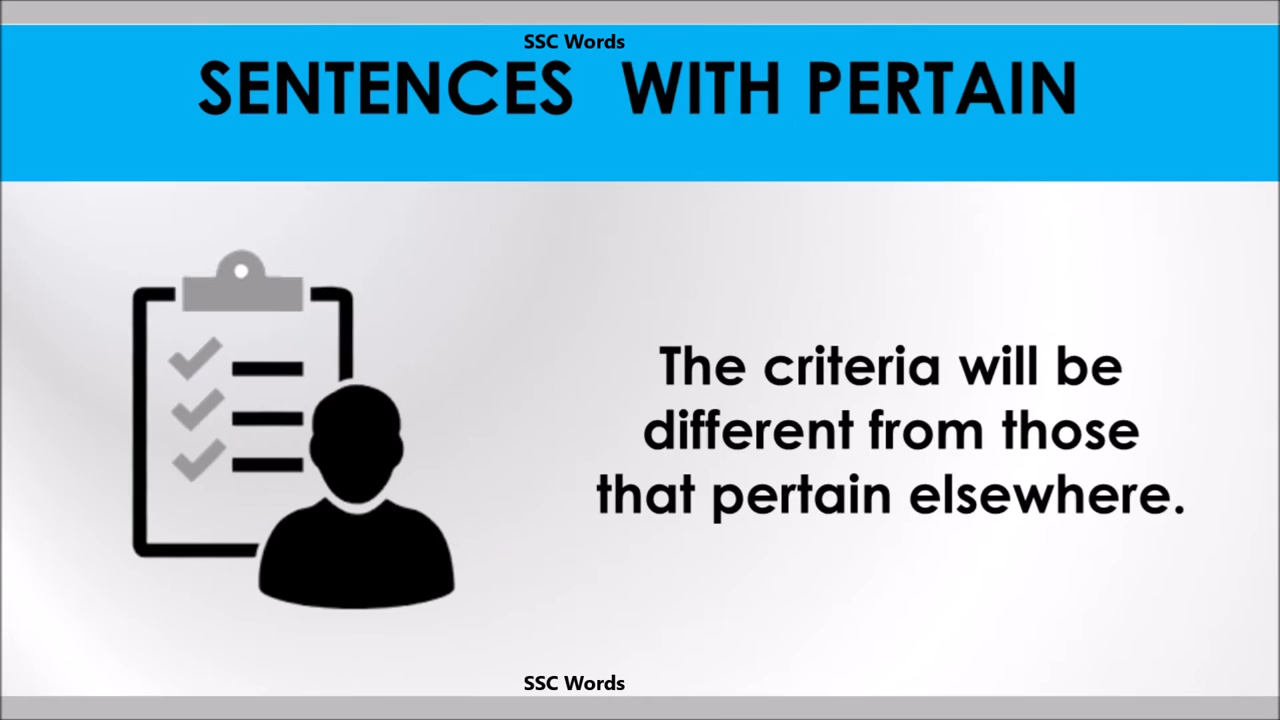 SSC Words
SENTENCES WITH PERTAIN
The criteria will be
different from those
that pertain elsewhere.
SSC Words